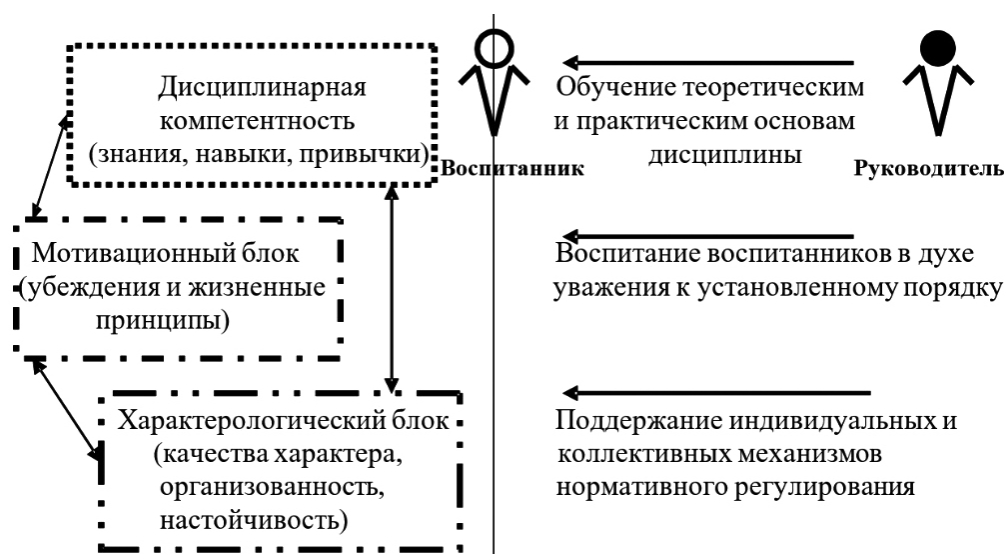 Дисциплинарная
компетентность
(знания, навыки, привычки)
Воспитанник
Обучение теоретическим
и практическим основам
дисциплины
Руководитель
Мотивационный блок
(убеждения и жизненные
принципы)
Воспитание воспитанников в духе
уважения к установленному порядку
Характерологический блок
(качества характера,
организованность,
настойчивость)
Поддержание индивидуальных и
коллективных механизмов
нормативного регулирования